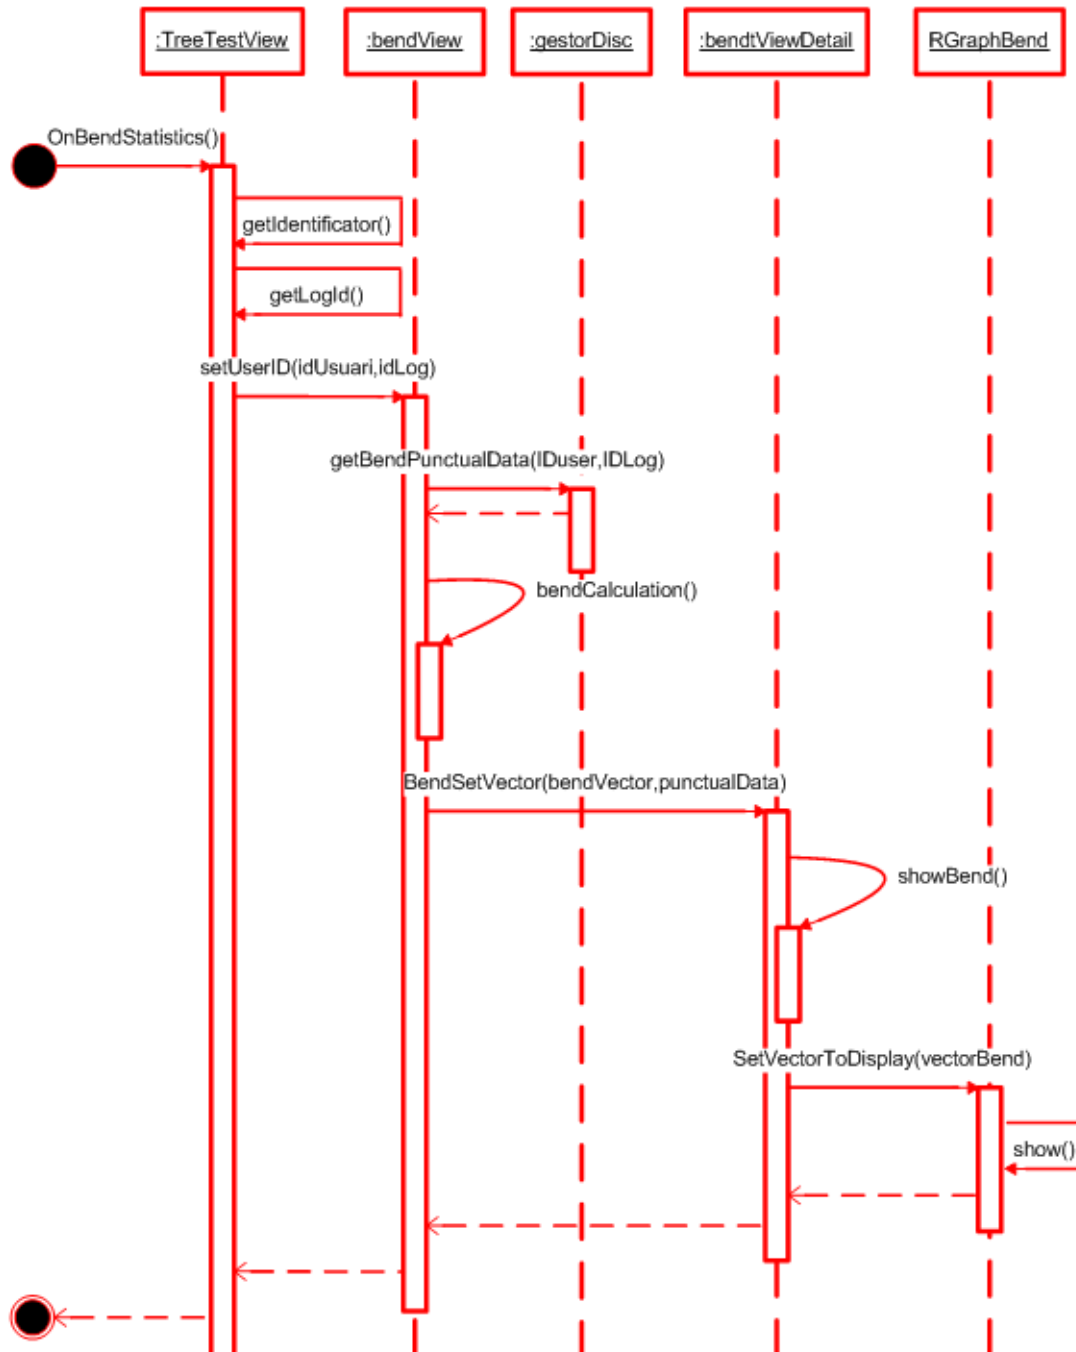 :TreeTestView :bendView :gestorDisc :bendtViewDetail RGraphBend
OnBendStatistics()
getIdentificator()
getLogId()
setUserID(idUsuari,idLog)
getBendPunctualData(IDuser,IDLog)
bendCalculation()
BendSetVector(bendVector,punctualData)
showBend()
SetVectorToDisplay(vectorBend)
show()